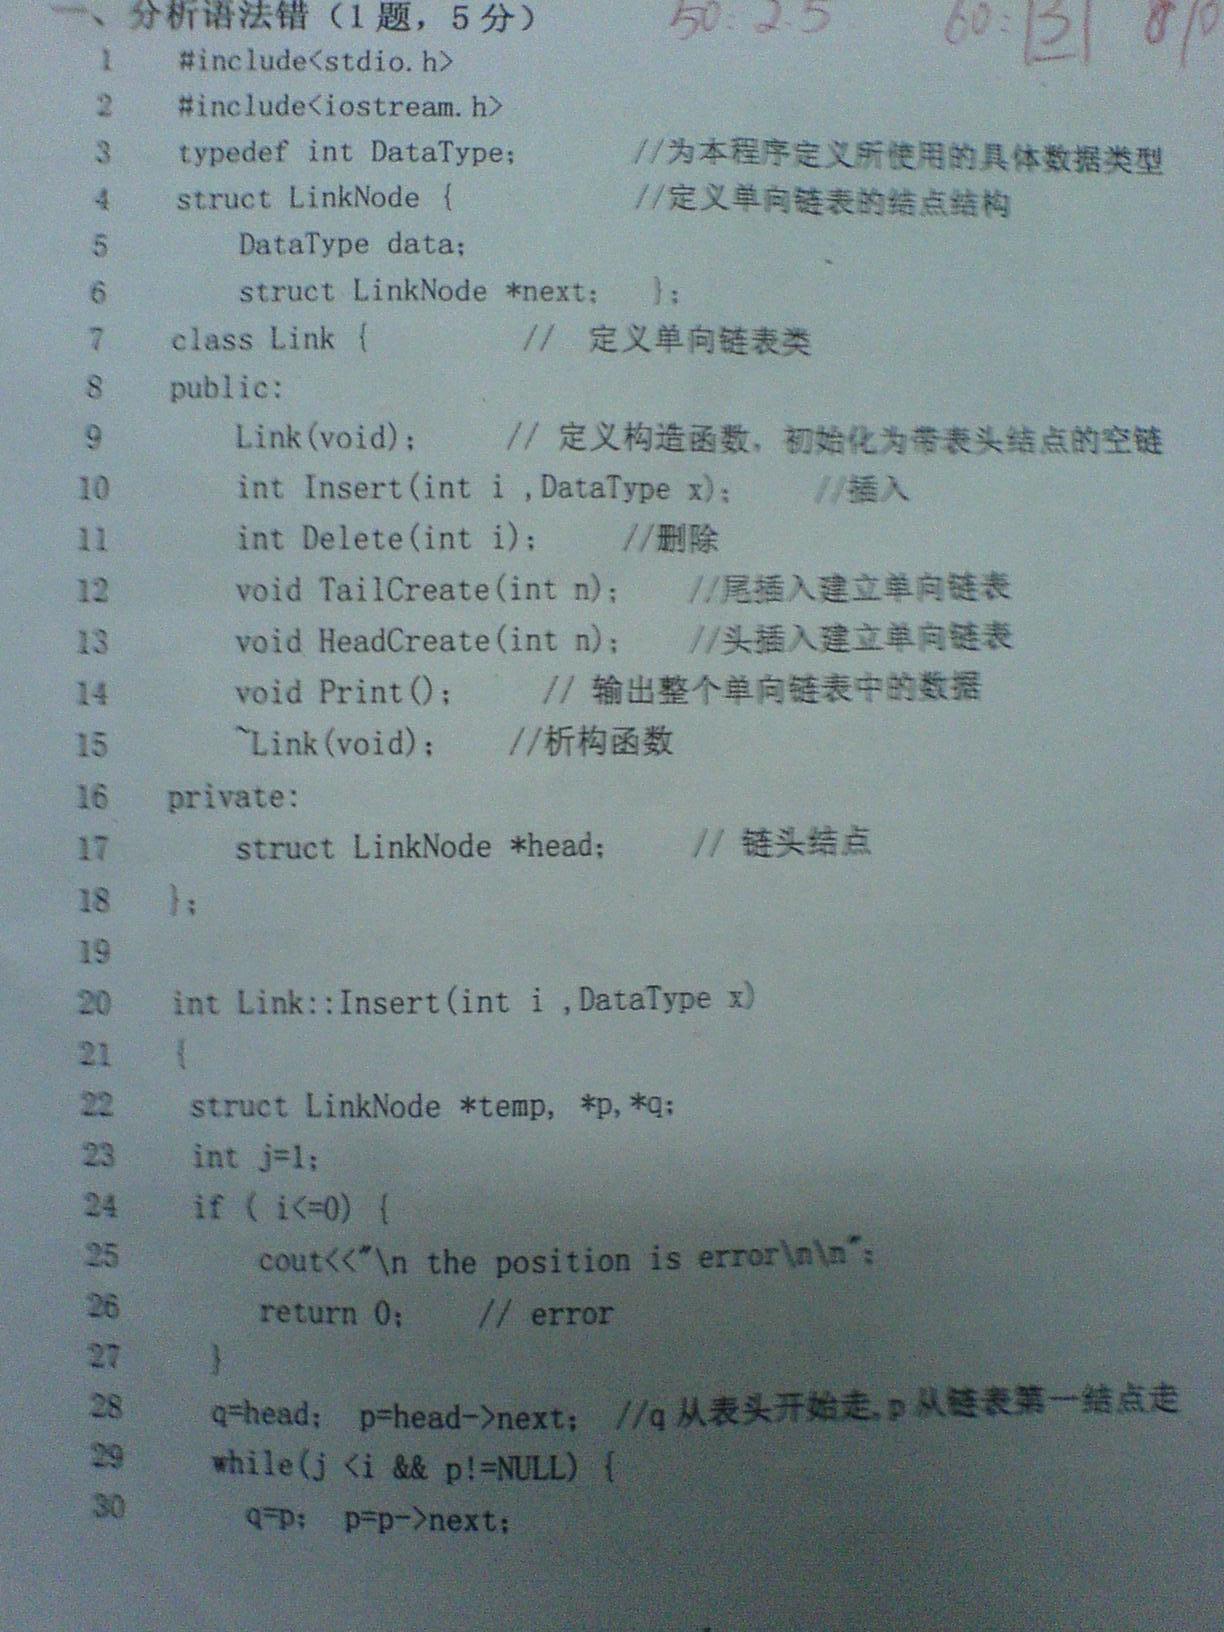 一、分析语法错（1题，5分） 50: 2.5 60: 3
1 #include<stdio.h>
2 #include<iostream.h>
3 typedef int DataType; //为本程序定义所使用的具体数据类型
4 struct LinkNode { //定义单向链表的结点结构
5 DataType data;
6 struct LinkNode *next; };
7 class Link { // 定义单向链表类
8 public:
9 Link(void); // 定义构造函数，初始化为带表头结点的空链
10 int Insert(int i ,DataType x); //插入
11 int Delete(int i); //删除
12 void TailCreate(int n); //尾插入建立单向链表
13 void HeadCreate(int n); //头插入建立单向链表
14 void Print(); // 输出整个单向链表中的数据
15 ~Link(void); //析构函数
16 private:
17 struct LinkNode *head; // 链头结点
18 };
19
20 int Link::Insert(int i ,DataType x)
21 {
22 struct LinkNode *temp, *p,*q;
23 int j=1;
24 if ( i<=0) {
25 cout<<"\n the position is error\n\n";
26 return 0; // error
27 }
28 q=head; p=head->next; //q 从表头开始走,p 从链表第一结点走
29 while(j <i && p!=NULL) {
30 q=p; p=p->next;